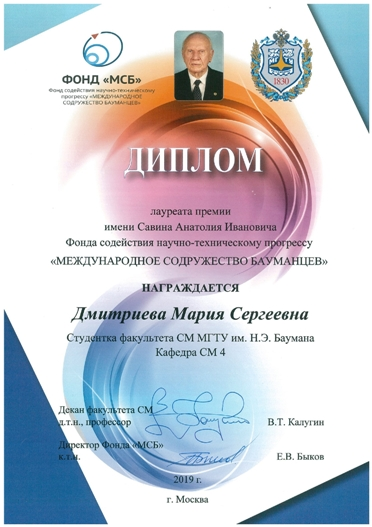 ФОНД «МСБ»
Фонд содействия научно-техническому
прогрессу «МЕЖДУНАРОДНОЕ
СОДРУЖЕСТВО БАУМАНЦЕВ»
1830
ДИПЛОМ
лауреата премии
имени Савина Анатолия Ивановича
Фонда содействия научно-техническому прогрессу
«МЕЖДУНАРОДНОЕ СОДРУЖЕСТВО БАУМАНЦЕВ»
НАГРАЖДАЕТСЯ
Дмитриева Мария Сергеевна
Студентка факультета СМ МГТУ им. Н.Э. Баумана
Кафедра СМ 4
Декан факультета СМ
д.т.н., профессор В.Т. Калугин
Директор Фонда «МСБ»
к.т.н. Е.В. Быков
2019 г.
г. Москва